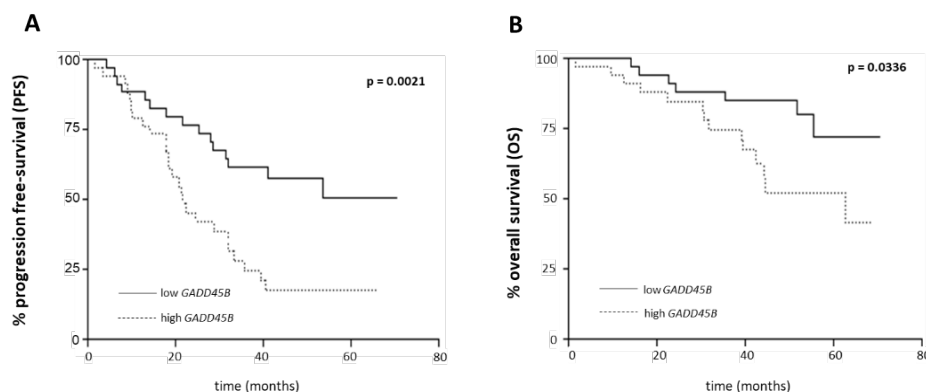 A
% progression free-survival (PFS)
100
75
50
25
0
p = 0.0021
low GADD45B
high GADD45B
0 20 40 60 80
time (months)
B
% overall survival (OS)
100
75
50
25
0
p = 0.0336
low GADD45B
high GADD45B
0 20 40 60 80
time (months)